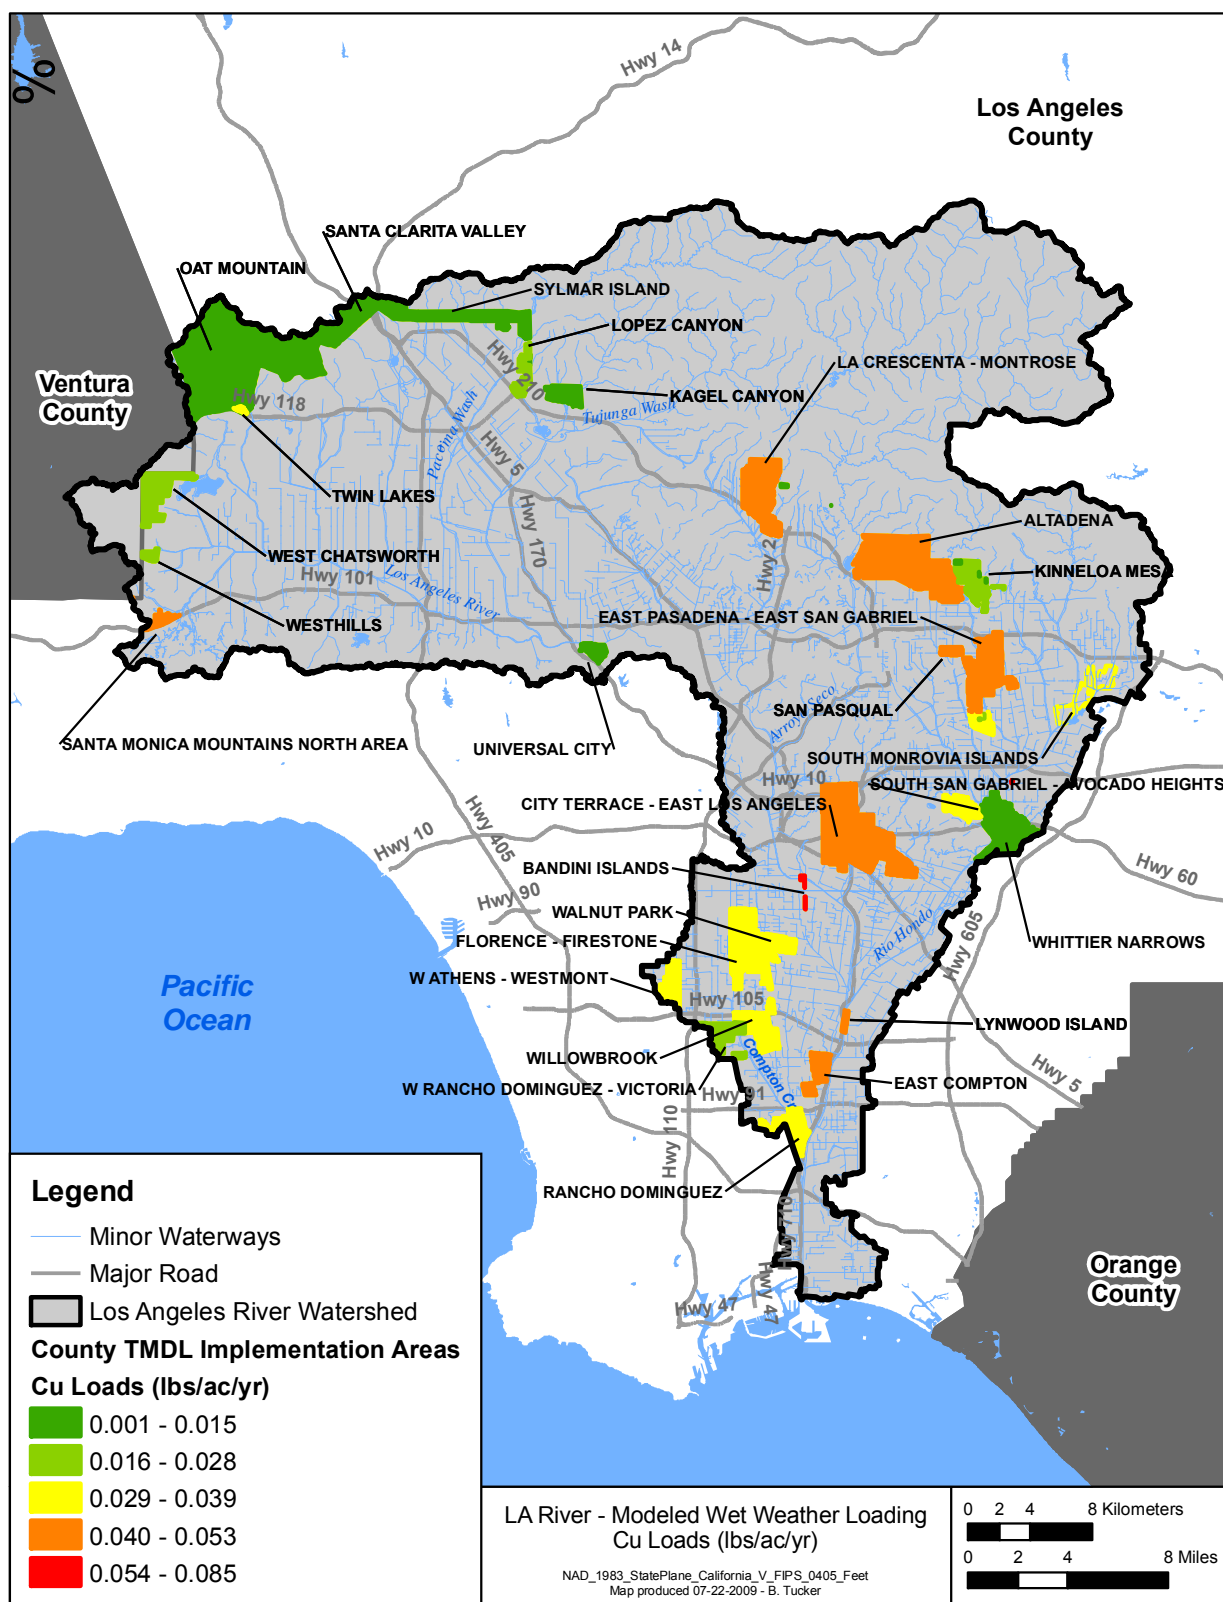 %
Hwy 14
Los Angeles
County
SANTA CLARITA VALLEY
OAT MOUNTAIN
SYLMAR ISLAND
LOPEZ CANYON
LA CRESCENTA - MONTROSE
Ventura
County
Hwy 210
KAGEL CANYON
Hwy 118
Pacoima Wash
Tujunga Wash
Hwy 5
TWIN LAKES
Hwy 170
ALTADENA
WEST CHATSWORTH
Hwy 2
KINNELOA MESA
Hwy 101
Los Angeles River
WESTHILLS
EAST PASADENA - EAST SAN GABRIEL
SAN PASQUAL
Arroyo Seco
SANTA MONICA MOUNTAINS NORTH AREA
UNIVERSAL CITY
SOUTH MONROVIA ISLANDS
Hwy 10
SOUTH SAN GABRIEL - AVOCADO HEIGHTS
CITY TERRACE - EAST LOS ANGELES
Hwy 405
Hwy 10
BANDINI ISLANDS
Hwy 60
Hwy 90
WALNUT PARK
Rio Hondo
FLORENCE - FIRESTONE
Hwy 605
WHITTIER NARROWS
W ATHENS - WESTMONT
Pacific
Ocean
Hwy 105
LYNWOOD ISLAND
WILLOWBROOK
Compton Cr
Hwy 5
W RANCHO DOMINGUEZ - VICTORIA
EAST COMPTON
Hwy 91
Hwy 110
RANCHO DOMINGUEZ
Hwy 710
Orange
County
Hwy 47
Hwy 47
Legend
Minor Waterways
Major Road
Los Angeles River Watershed
County TMDL Implementation Areas
Cu Loads (lbs/ac/yr)
0.001 - 0.015
0.016 - 0.028
0.029 - 0.039
0.040 - 0.053
0.054 - 0.085
LA River - Modeled Wet Weather Loading
Cu Loads (lbs/ac/yr)
NAD_1983_StatePlane_California_V_FIPS_0405_Feet
Map produced 07-22-2009 - B. Tucker
0 2 4 8 Kilometers
0 2 4 8 Miles